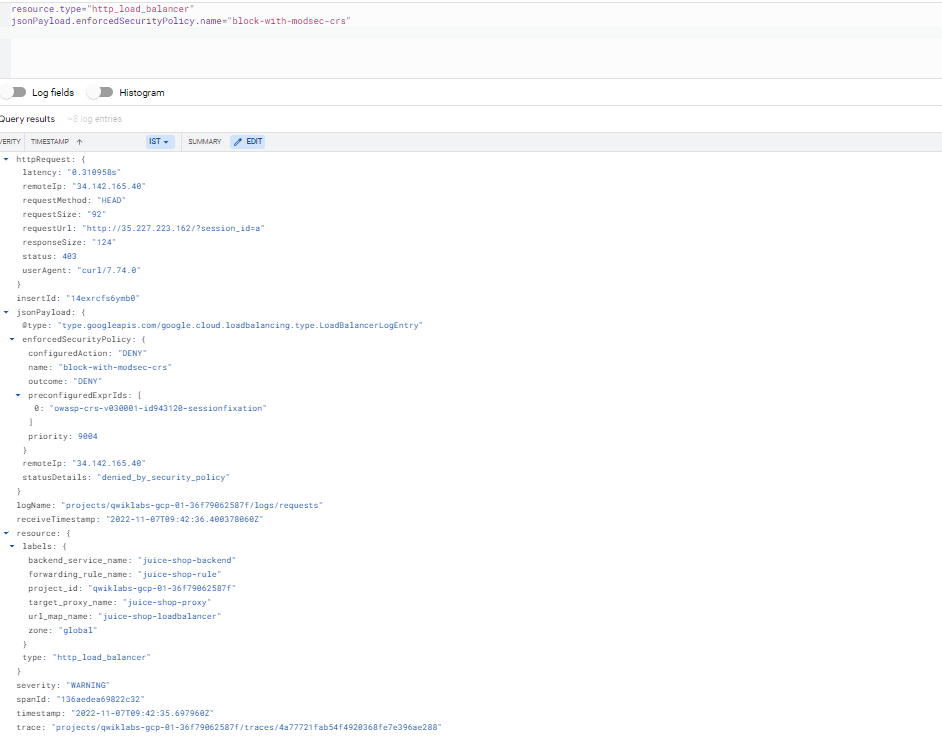 resource.type="http_load_balancer"
jsonPayload.enforcedSecurityPolicy.name="block-with-modsec-crs"
Log fields Histogram
Query results ~8 log entries
VERITY TIMESTAMP ↑ IST SUMMARY EDIT
httpRequest: {
latency: "0.310958s"
remoteIp: "34.142.165.40"
requestMethod: "HEAD"
requestSize: "92"
requestUrl: "http://35.227.223.162/?session_id=a"
responseSize: "124"
status: 403
userAgent: "curl/7.74.0"
}
insertId: "14exrcfs6ymb0"
jsonPayload: {
@type: "type.googleapis.com/google.cloud.loadbalancing.type.LoadBalancerLogEntry"
enforcedSecurityPolicy: {
configuredAction: "DENY"
name: "block-with-modsec-crs"
outcome: "DENY"
preconfiguredExprIds: [
0: "owasp-crs-v030001-id943120-sessionfixation"
]
priority: 9004
}
remoteIp: "34.142.165.40"
statusDetails: "denied_by_security_policy"
}
logName: "projects/qwiklabs-gcp-01-36f79062587f/logs/requests"
receiveTimestamp: "2022-11-07T09:42:36.400378060Z"
resource: {
labels: {
backend_service_name: "juice-shop-backend"
forwarding_rule_name: "juice-shop-rule"
project_id: "qwiklabs-gcp-01-36f79062587f"
target_proxy_name: "juice-shop-proxy"
url_map_name: "juice-shop-loadbalancer"
zone: "global"
}
type: "http_load_balancer"
}
severity: "WARNING"
spanId: "136aedea69822c32"
timestamp: "2022-11-07T09:42:35.697960Z"
trace: "projects/qwiklabs-gcp-01-36f79062587f/traces/4a77721fab54f4920368fe7e396ae288"